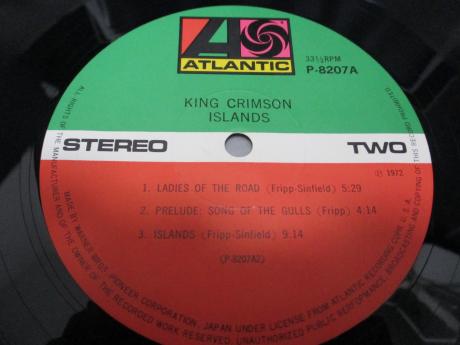 ATLANTIC
33⅓RPM
P-8207A
KING CRIMSON
ISLANDS
STEREO
TWO
Ⓟ 1972
1. LADIES OF THE ROAD (Fripp-Sinfield) 5:29
2. PRELUDE: SONG OF THE GULLS (Fripp) 4:14
3. ISLANDS (Fripp-Sinfield) 9:14
(P-8207A2)
ALL RIGHTS OF THE MANUFACTURER AND OF THE OWNER OF THE RECORDED WORK RESERVED. UNAUTHORIZED PUBLIC PERFORMANCE, BROADCASTING AND COPYING OF THIS RECORD PROHIBITED
MADE BY WARNER BROS. PIONEER CORPORATION, JAPAN UNDER LICENSE FROM ATLANTIC RECORDING CORP. U.S.A.